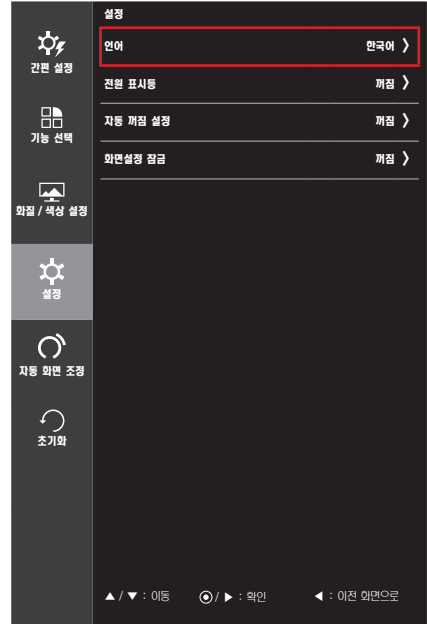 간편 설정
기능 선택
화질 / 색상 설정
설정
자동 화면 조정
초기화
설정
언어 한국어 〉
전원 표시등 꺼짐 〉
자동 꺼짐 설정 꺼짐 〉
화면설정 잠금 꺼짐 〉
▲ / ▼ : 이동 ◉ / ▶ : 확인 ◀ : 이전 화면으로